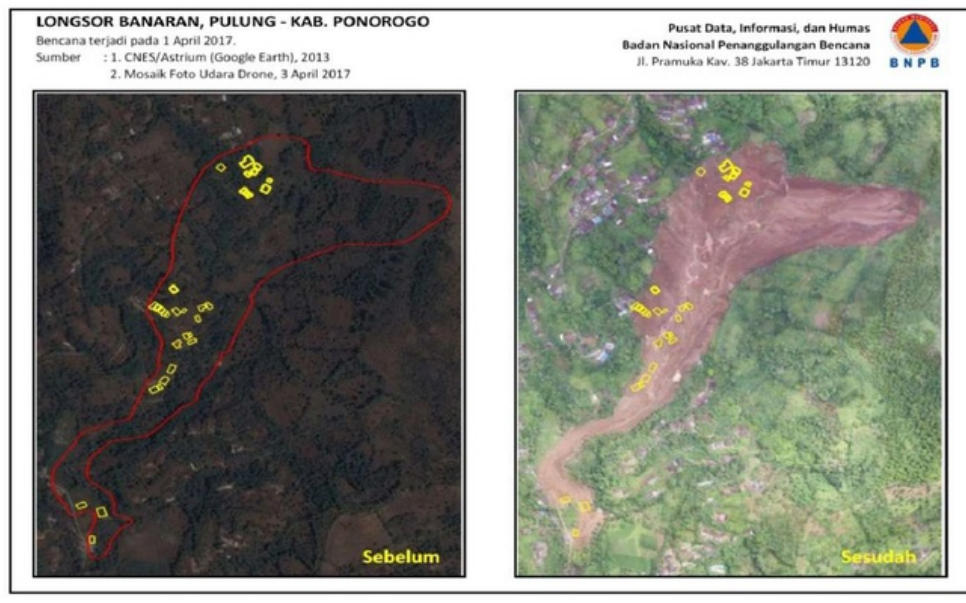 LONGSOR BANARAN, PULUNG - KAB. PONOROGO
Bencana terjadi pada 1 April 2017.
Sumber : 1. CNES/Astrium (Google Earth), 2013
2. Mosaik Foto Udara Drone, 3 April 2017
Pusat Data, Informasi, dan Humas
Badan Nasional Penanggulangan Bencana
Jl. Pramuka Kav. 38 Jakarta Timur 13120
BNPB
Sebelum
Sesudah